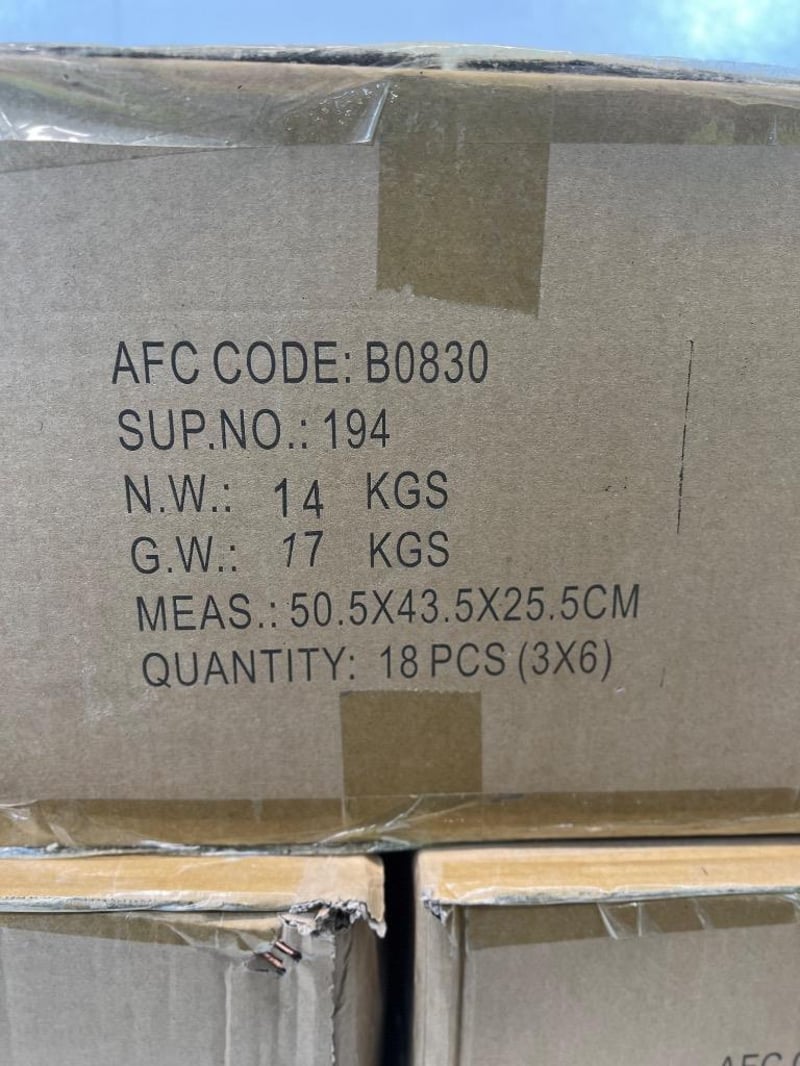 AFC CODE: B0830
SUP.NO.: 194
N.W.: 14 KGS
G.W.: 17 KGS
MEAS.: 50.5X43.5X25.5CM
QUANTITY: 18 PCS (3X6)
AFC